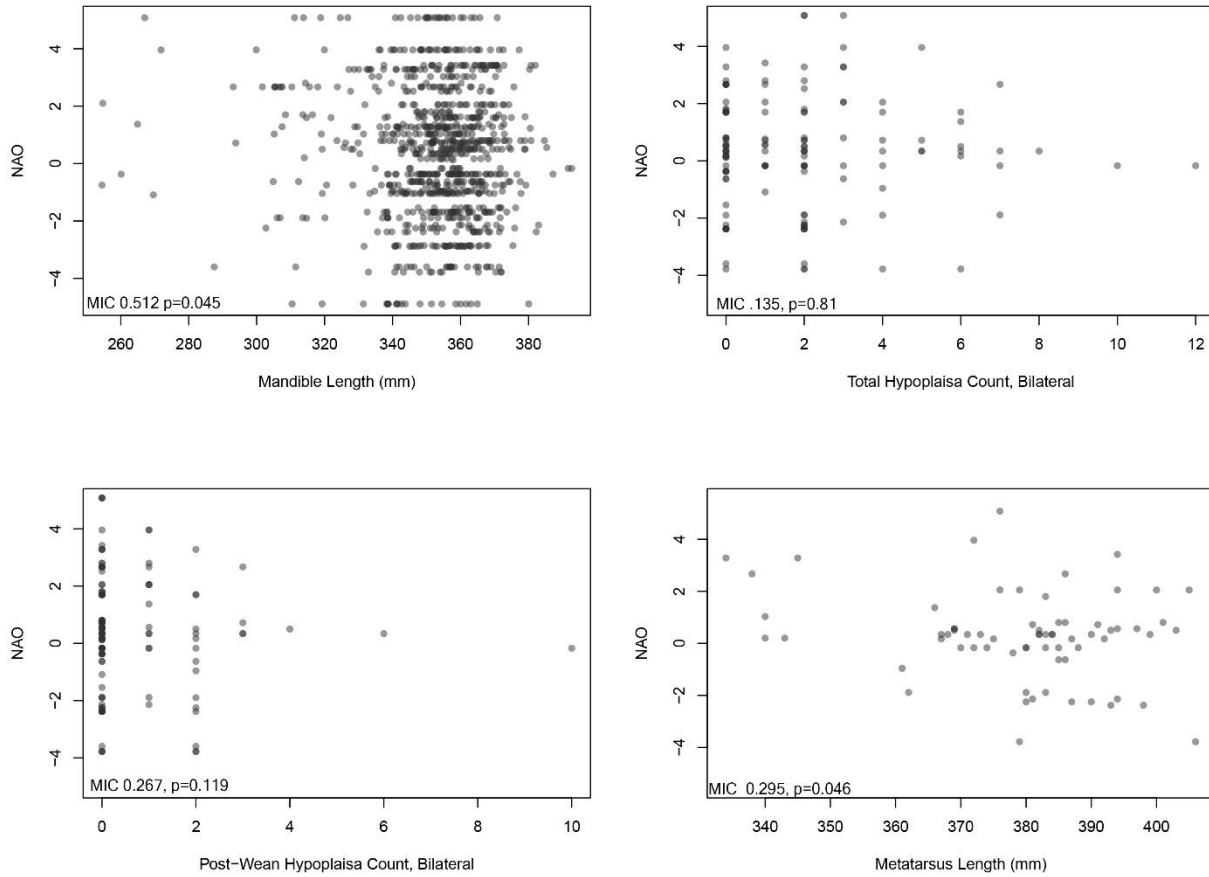 NAO
4
2
0
−2
−4
MIC 0.512 p=0.045
260 280 300 320 340 360 380
Mandible Length (mm)
NAO
4
2
0
−2
−4
MIC .135, p=0.81
0 2 4 6 8 10 12
Total Hypoplaisa Count, Bilateral
NAO
4
2
0
−2
−4
MIC 0.267, p=0.119
0 2 4 6 8 10
Post−Wean Hypoplaisa Count, Bilateral
NAO
4
2
0
−2
−4
MIC 0.295, p=0.046
340 350 360 370 380 390 400
Metatarsus Length (mm)